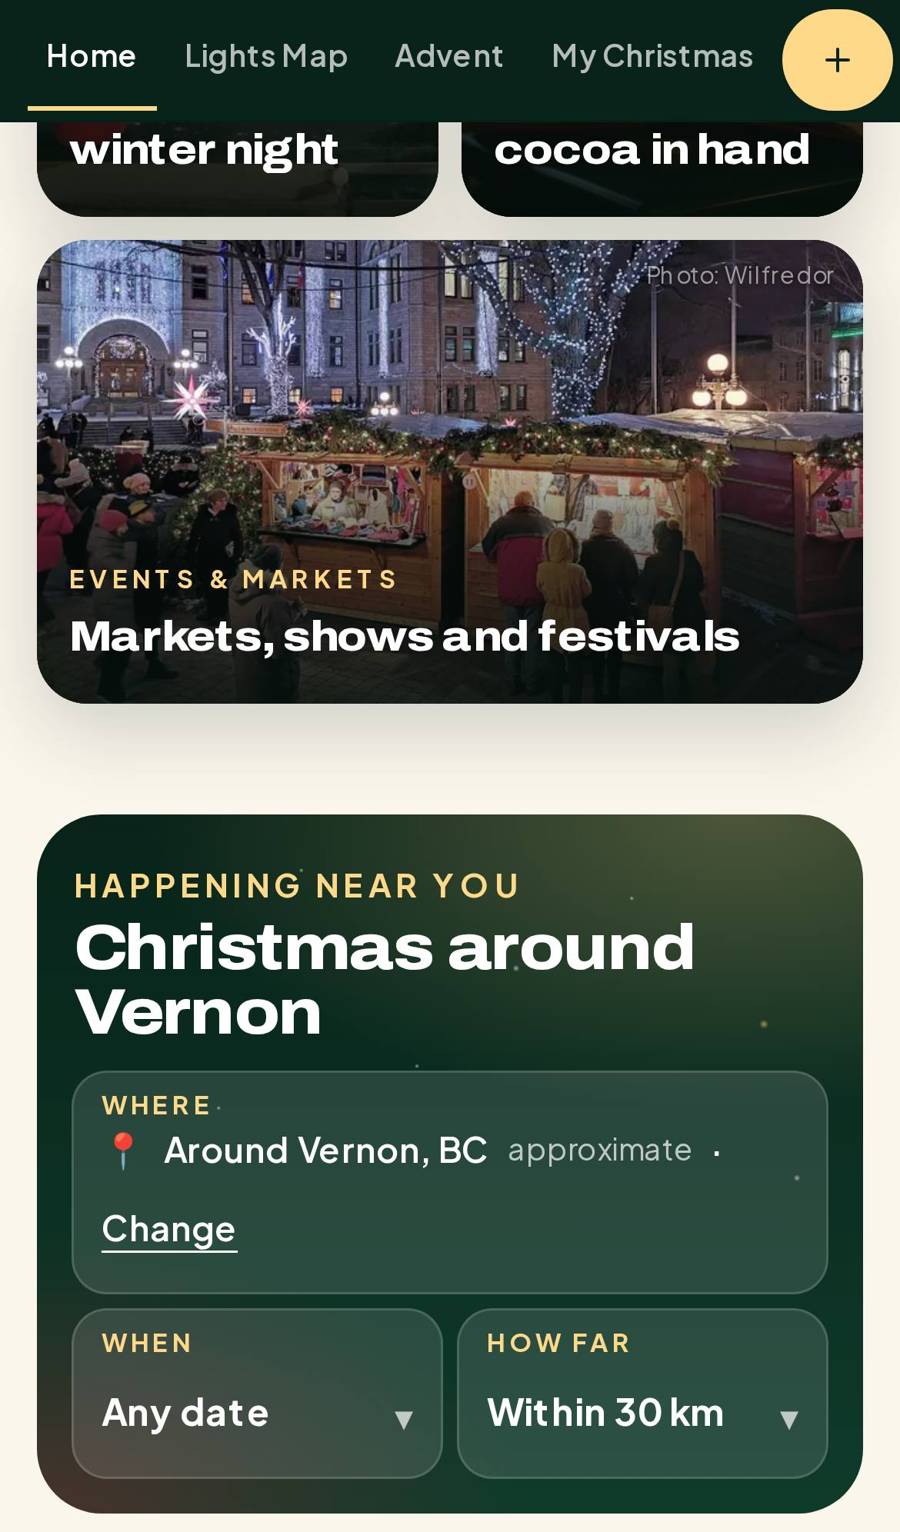 Home Lights Map Advent My Christmas +
winter night
cocoa in hand
Photo: Wilfredor
EVENTS & MARKETS
Markets, shows and festivals
HAPPENING NEAR YOU
Christmas around
Vernon
WHERE
📍 Around Vernon, BC approximate ·
Change
WHEN
Any date ▼
HOW FAR
Within 30 km ▼